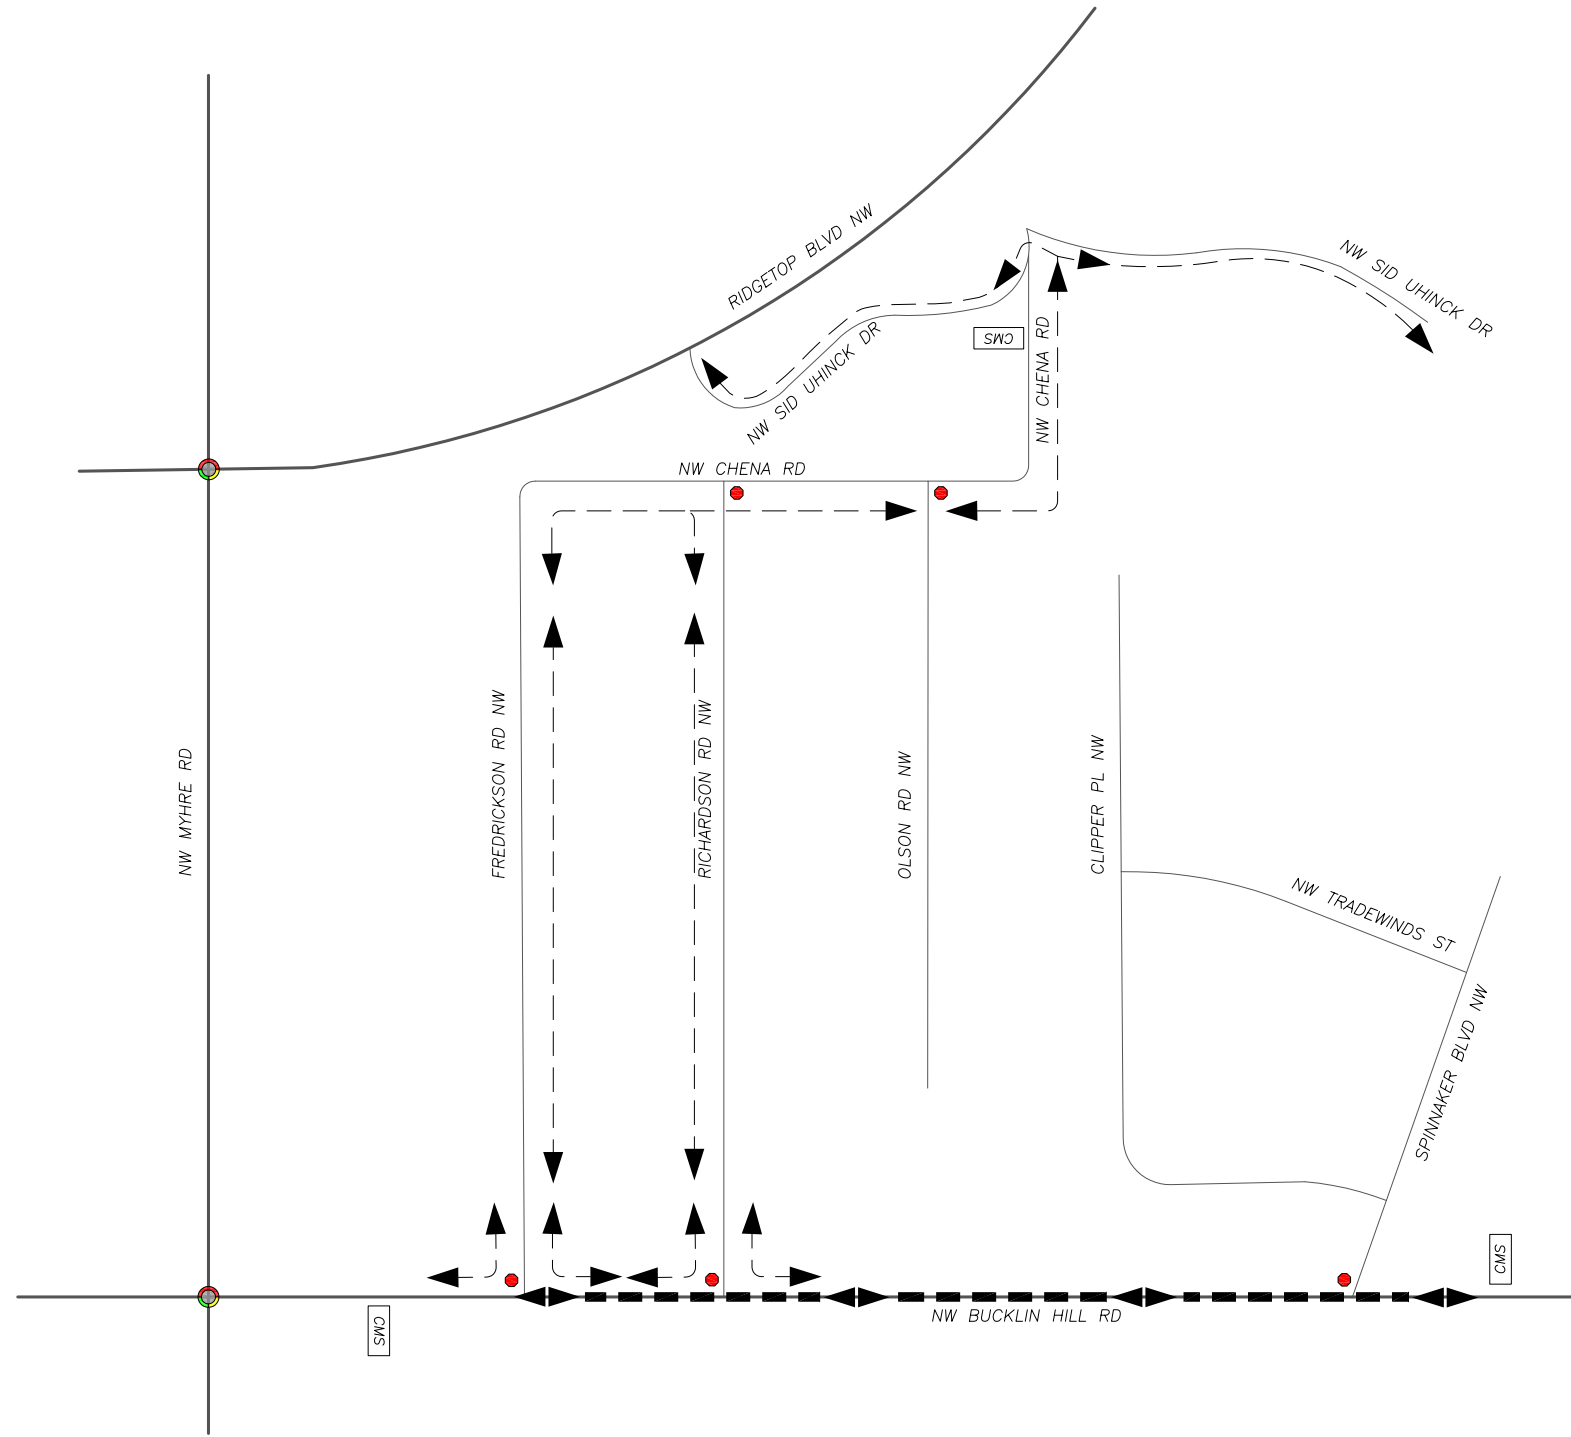 RIDGETOP BLVD NW
NW SID UHINCK DR
NW SID UHINCK DR
CMS
NW CHENA RD
NW CHENA RD
NW MYHRE RD
FREDRICKSON RD NW
RICHARDSON RD NW
OLSON RD NW
CLIPPER PL NW
NW TRADEWINDS ST
SPINNAKER BLVD NW
CMS
CMS
NW BUCKLIN HILL RD